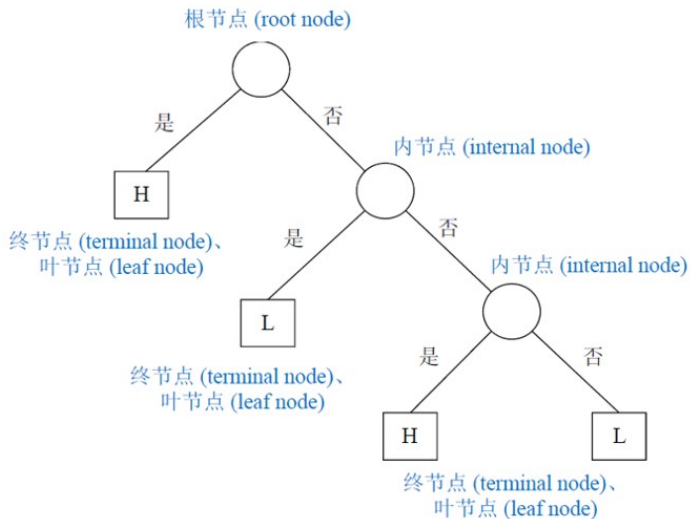 根节点 (root node)
是
否
内节点 (internal node)
H
终节点 (terminal node)、
叶节点 (leaf node)
是
否
内节点 (internal node)
L
终节点 (terminal node)、
叶节点 (leaf node)
是
否
H
L
终节点 (terminal node)、
叶节点 (leaf node)